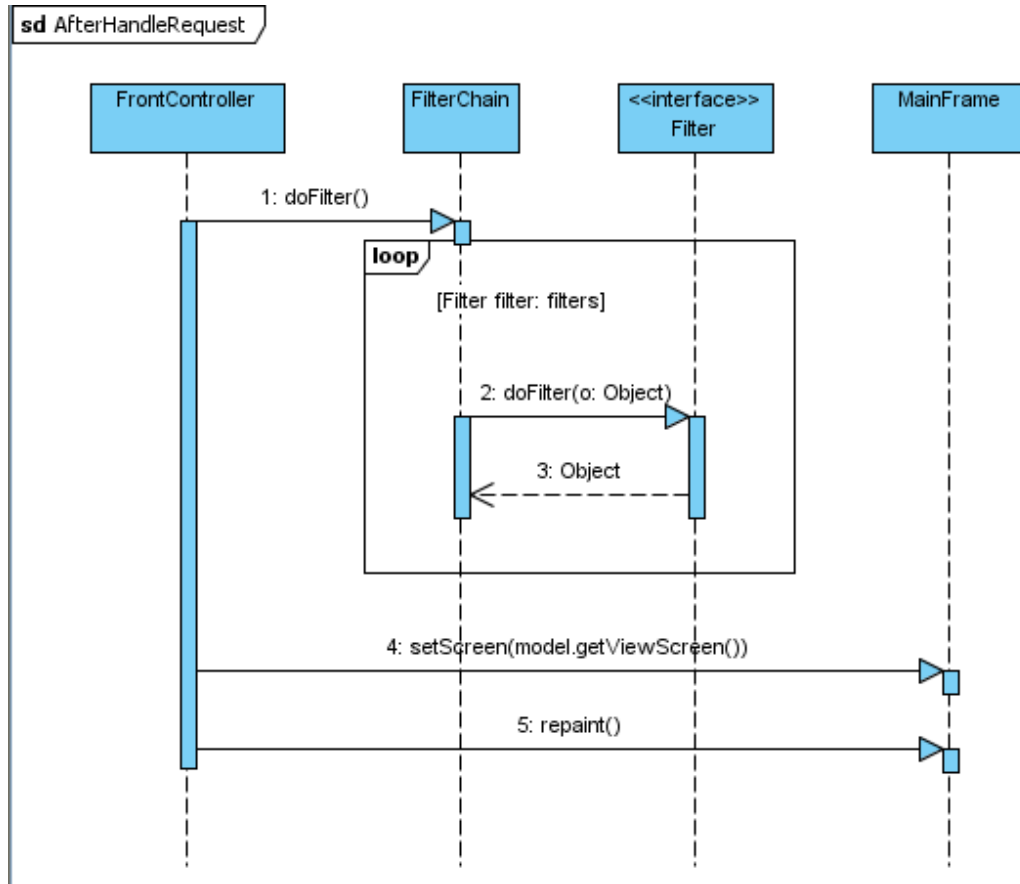 sd AfterHandleRequest
FrontController
FilterChain
<<interface>>
Filter
MainFrame
1: doFilter()
loop
[Filter filter: filters]
2: doFilter(o: Object)
3: Object
4: setScreen(model.getViewScreen())
5: repaint()